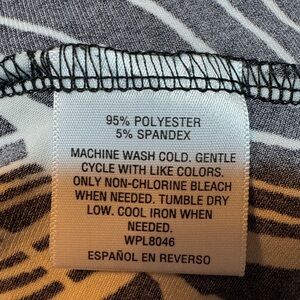 95% POLYESTER
5% SPANDEX
MACHINE WASH COLD. GENTLE
CYCLE WITH LIKE COLORS.
ONLY NON-CHLORINE BLEACH
WHEN NEEDED. TUMBLE DRY
LOW. COOL IRON WHEN
NEEDED.
WPL8046
ESPAÑOL EN REVERSO